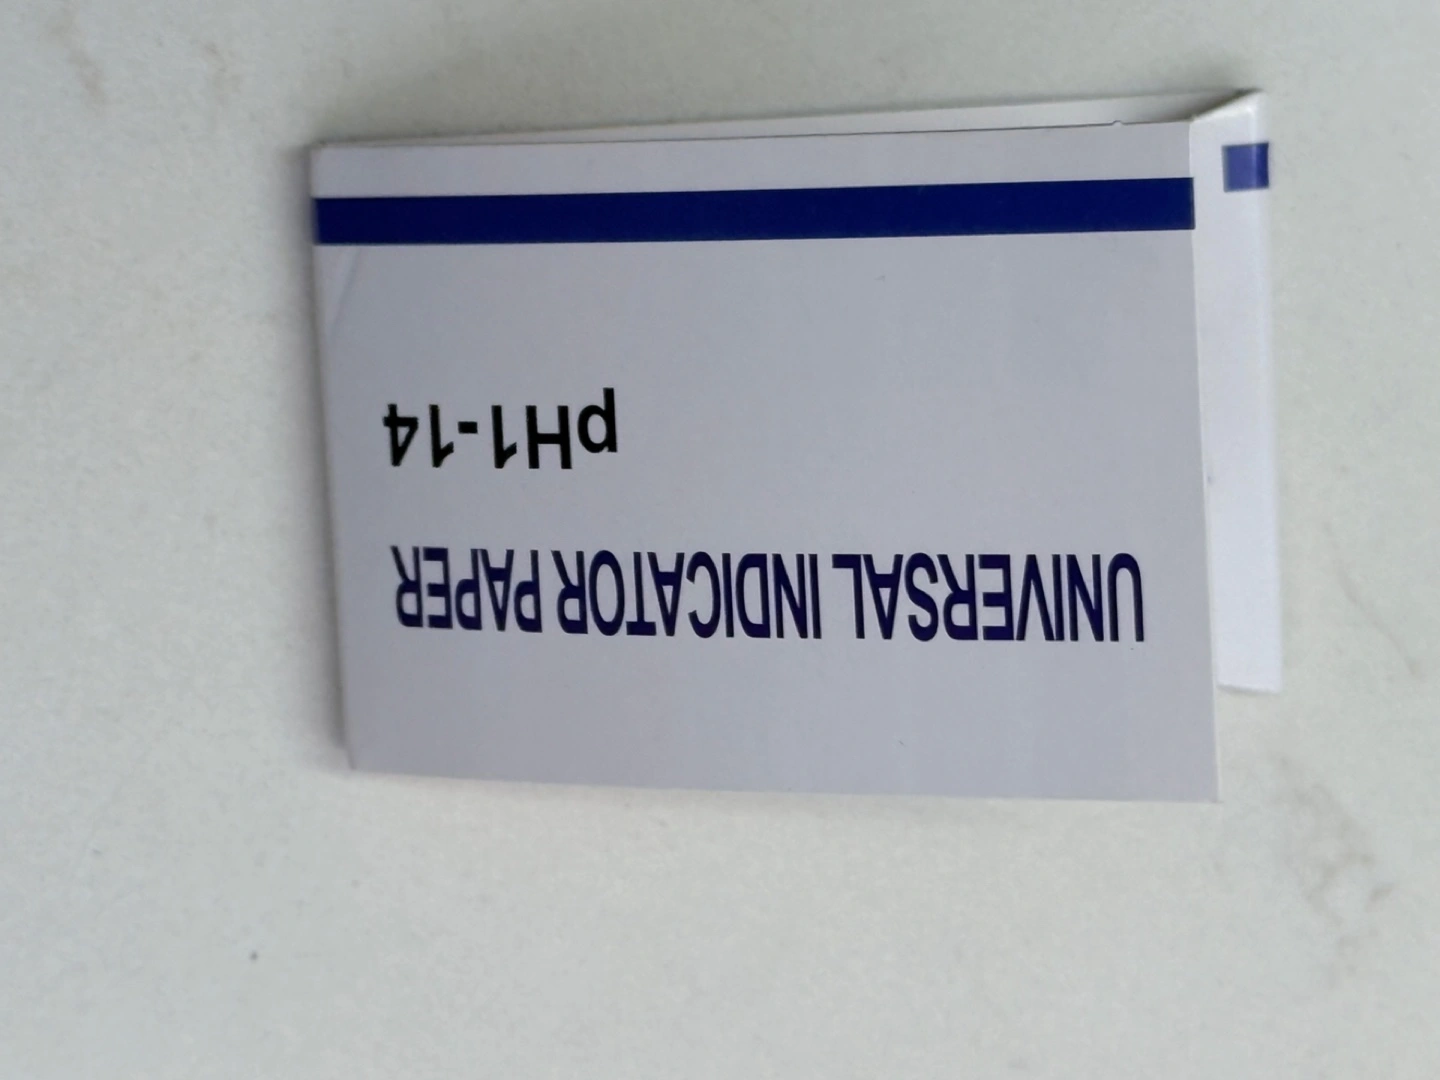 UNIVERSAL INDICATOR PAPER
pH1-14